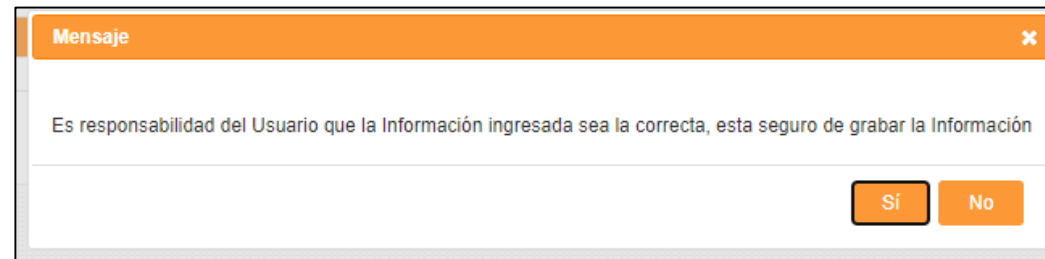 Mensaje
Es responsabilidad del Usuario que la Información ingresada sea la correcta, esta seguro de grabar la Información
Sí No